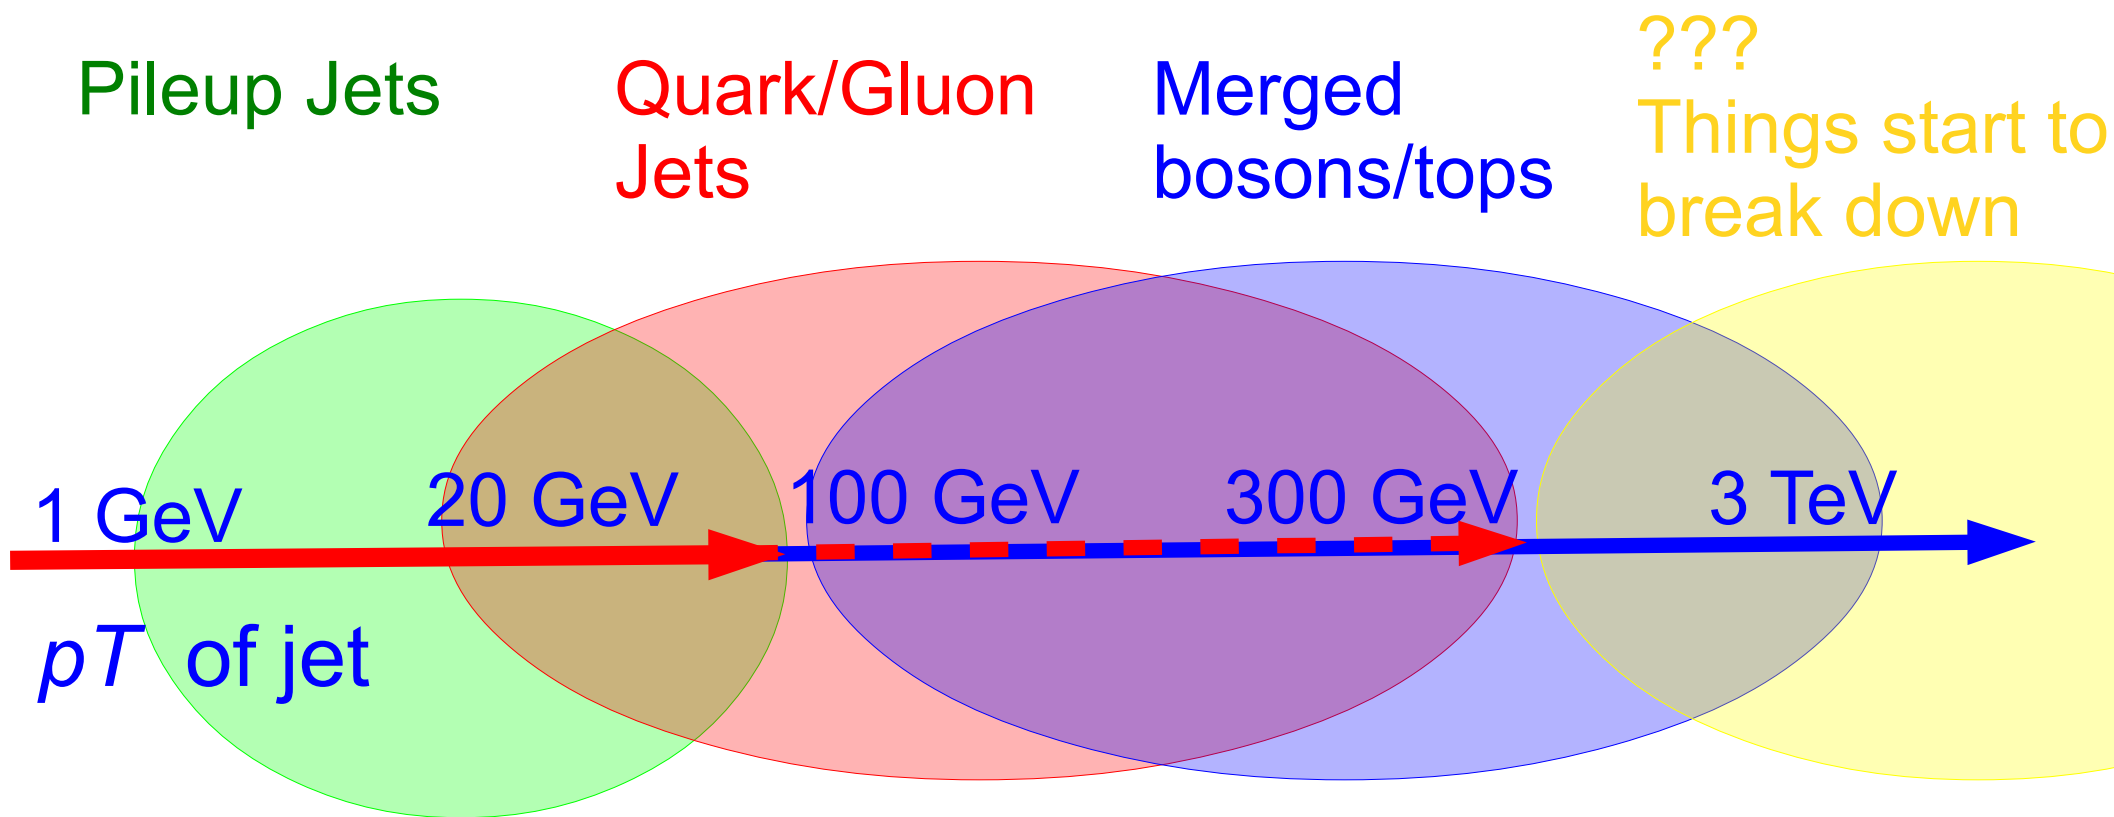 Pileup Jets
Quark/Gluon
Jets
Merged
bosons/tops
???
Things start to
break down
1 GeV
20 GeV
100 GeV
300 GeV
3 TeV
pT of jet